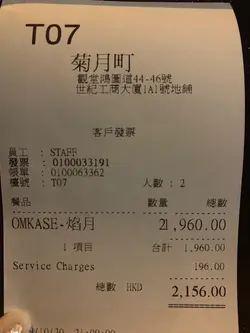 T07
菊月町
觀堂鴻圖道44-46號
世紀工商大廈1A1號地鋪
客戶發票
員工 : STAFF
發票 : 0100033191
帳單 : 0100063362
檯號 : T07 人數 : 2
餐品 數量 總數
OMKASE-焰月 2 1,960.00
1 項目 合計 1,960.00
Service Charges 196.00
總數 HKD 2,156.00